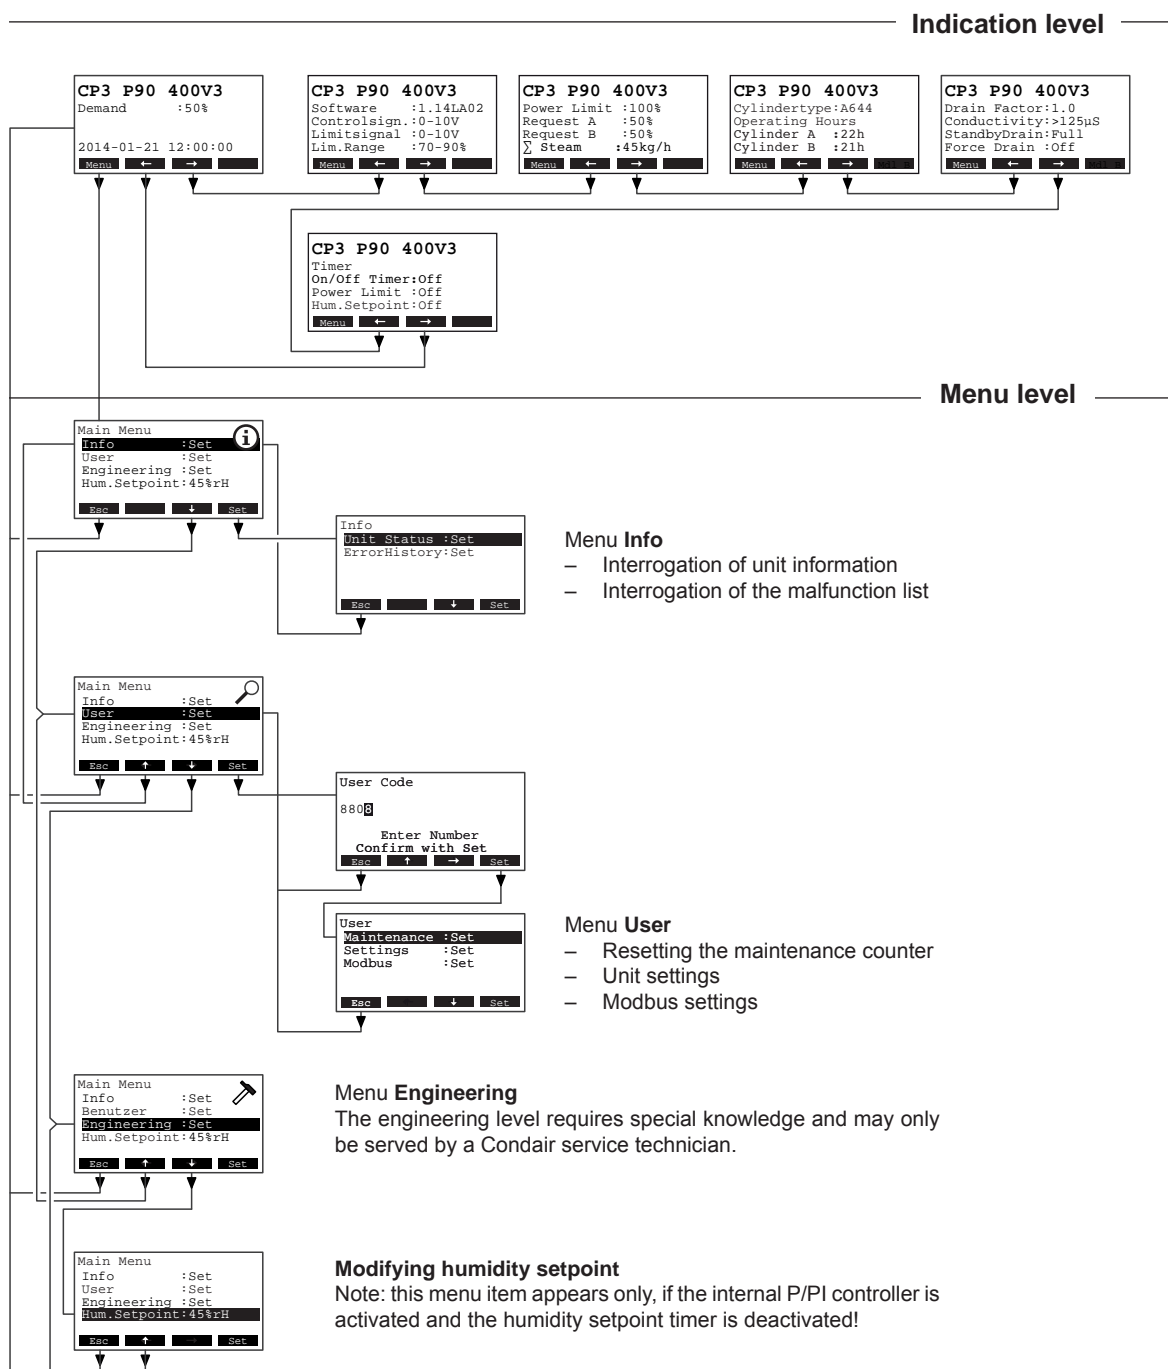 Indication level
CP3 P90 400V3
Demand :50%
2014-01-21 12:00:00
Menu ← →
CP3 P90 400V3
Software :1.14LA02
Controlsign.:0-10V
Limitsignal :0-10V
Lim.Range :70-90%
Menu ← →
CP3 P90 400V3
Power Limit :100%
Request A :50%
Request B :50%
∑ Steam :45kg/h
Menu ← →
CP3 P90 400V3
Cylindertype:A644
Operating Hours
Cylinder A :22h
Cylinder B :21h
Menu ← → Mdl B
CP3 P90 400V3
Drain Factor:1.0
Conductivity:>125µS
StandbyDrain:Full
Force Drain :Off
Menu ← → Mdl B
CP3 P90 400V3
Timer
On/Off Timer:Off
Power Limit :Off
Hum.Setpoint:Off
Menu ← →
Menu level
Main Menu
Info :Set
User :Set
Engineering :Set
Hum.Setpoint:45%rH
Esc ↓ Set
Info
Unit Status :Set
ErrorHistory:Set
Esc ↓ Set
Menu Info
– Interrogation of unit information
– Interrogation of the malfunction list
Main Menu
Info :Set
User :Set
Engineering :Set
Hum.Setpoint:45%rH
Esc ↑ ↓ Set
User Code
8808
Enter Number
Confirm with Set
Esc ↑ → Set
User
Maintenance :Set
Settings :Set
Modbus :Set
Esc ↓ Set
Menu User
– Resetting the maintenance counter
– Unit settings
– Modbus settings
Main Menu
Info :Set
Benutzer :Set
Engineering :Set
Hum.Setpoint:45%rH
Esc ↑ ↓ Set
Menu Engineering
The engineering level requires special knowledge and may only
be served by a Condair service technician.
Main Menu
Info :Set
User :Set
Engineering :Set
Hum.Setpoint:45%rH
Esc ↑ → Set
Modifying humidity setpoint
Note: this menu item appears only, if the internal P/PI controller is
activated and the humidity setpoint timer is deactivated!